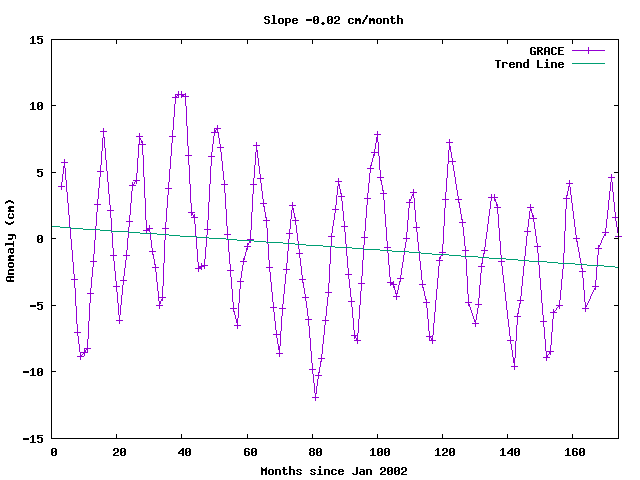 Slope -0.02 cm/month
GRACE
Trend Line
Anomaly (cm)
15
10
5
0
-5
-10
-15
0 20 40 60 80 100 120 140 160
Months since Jan 2002